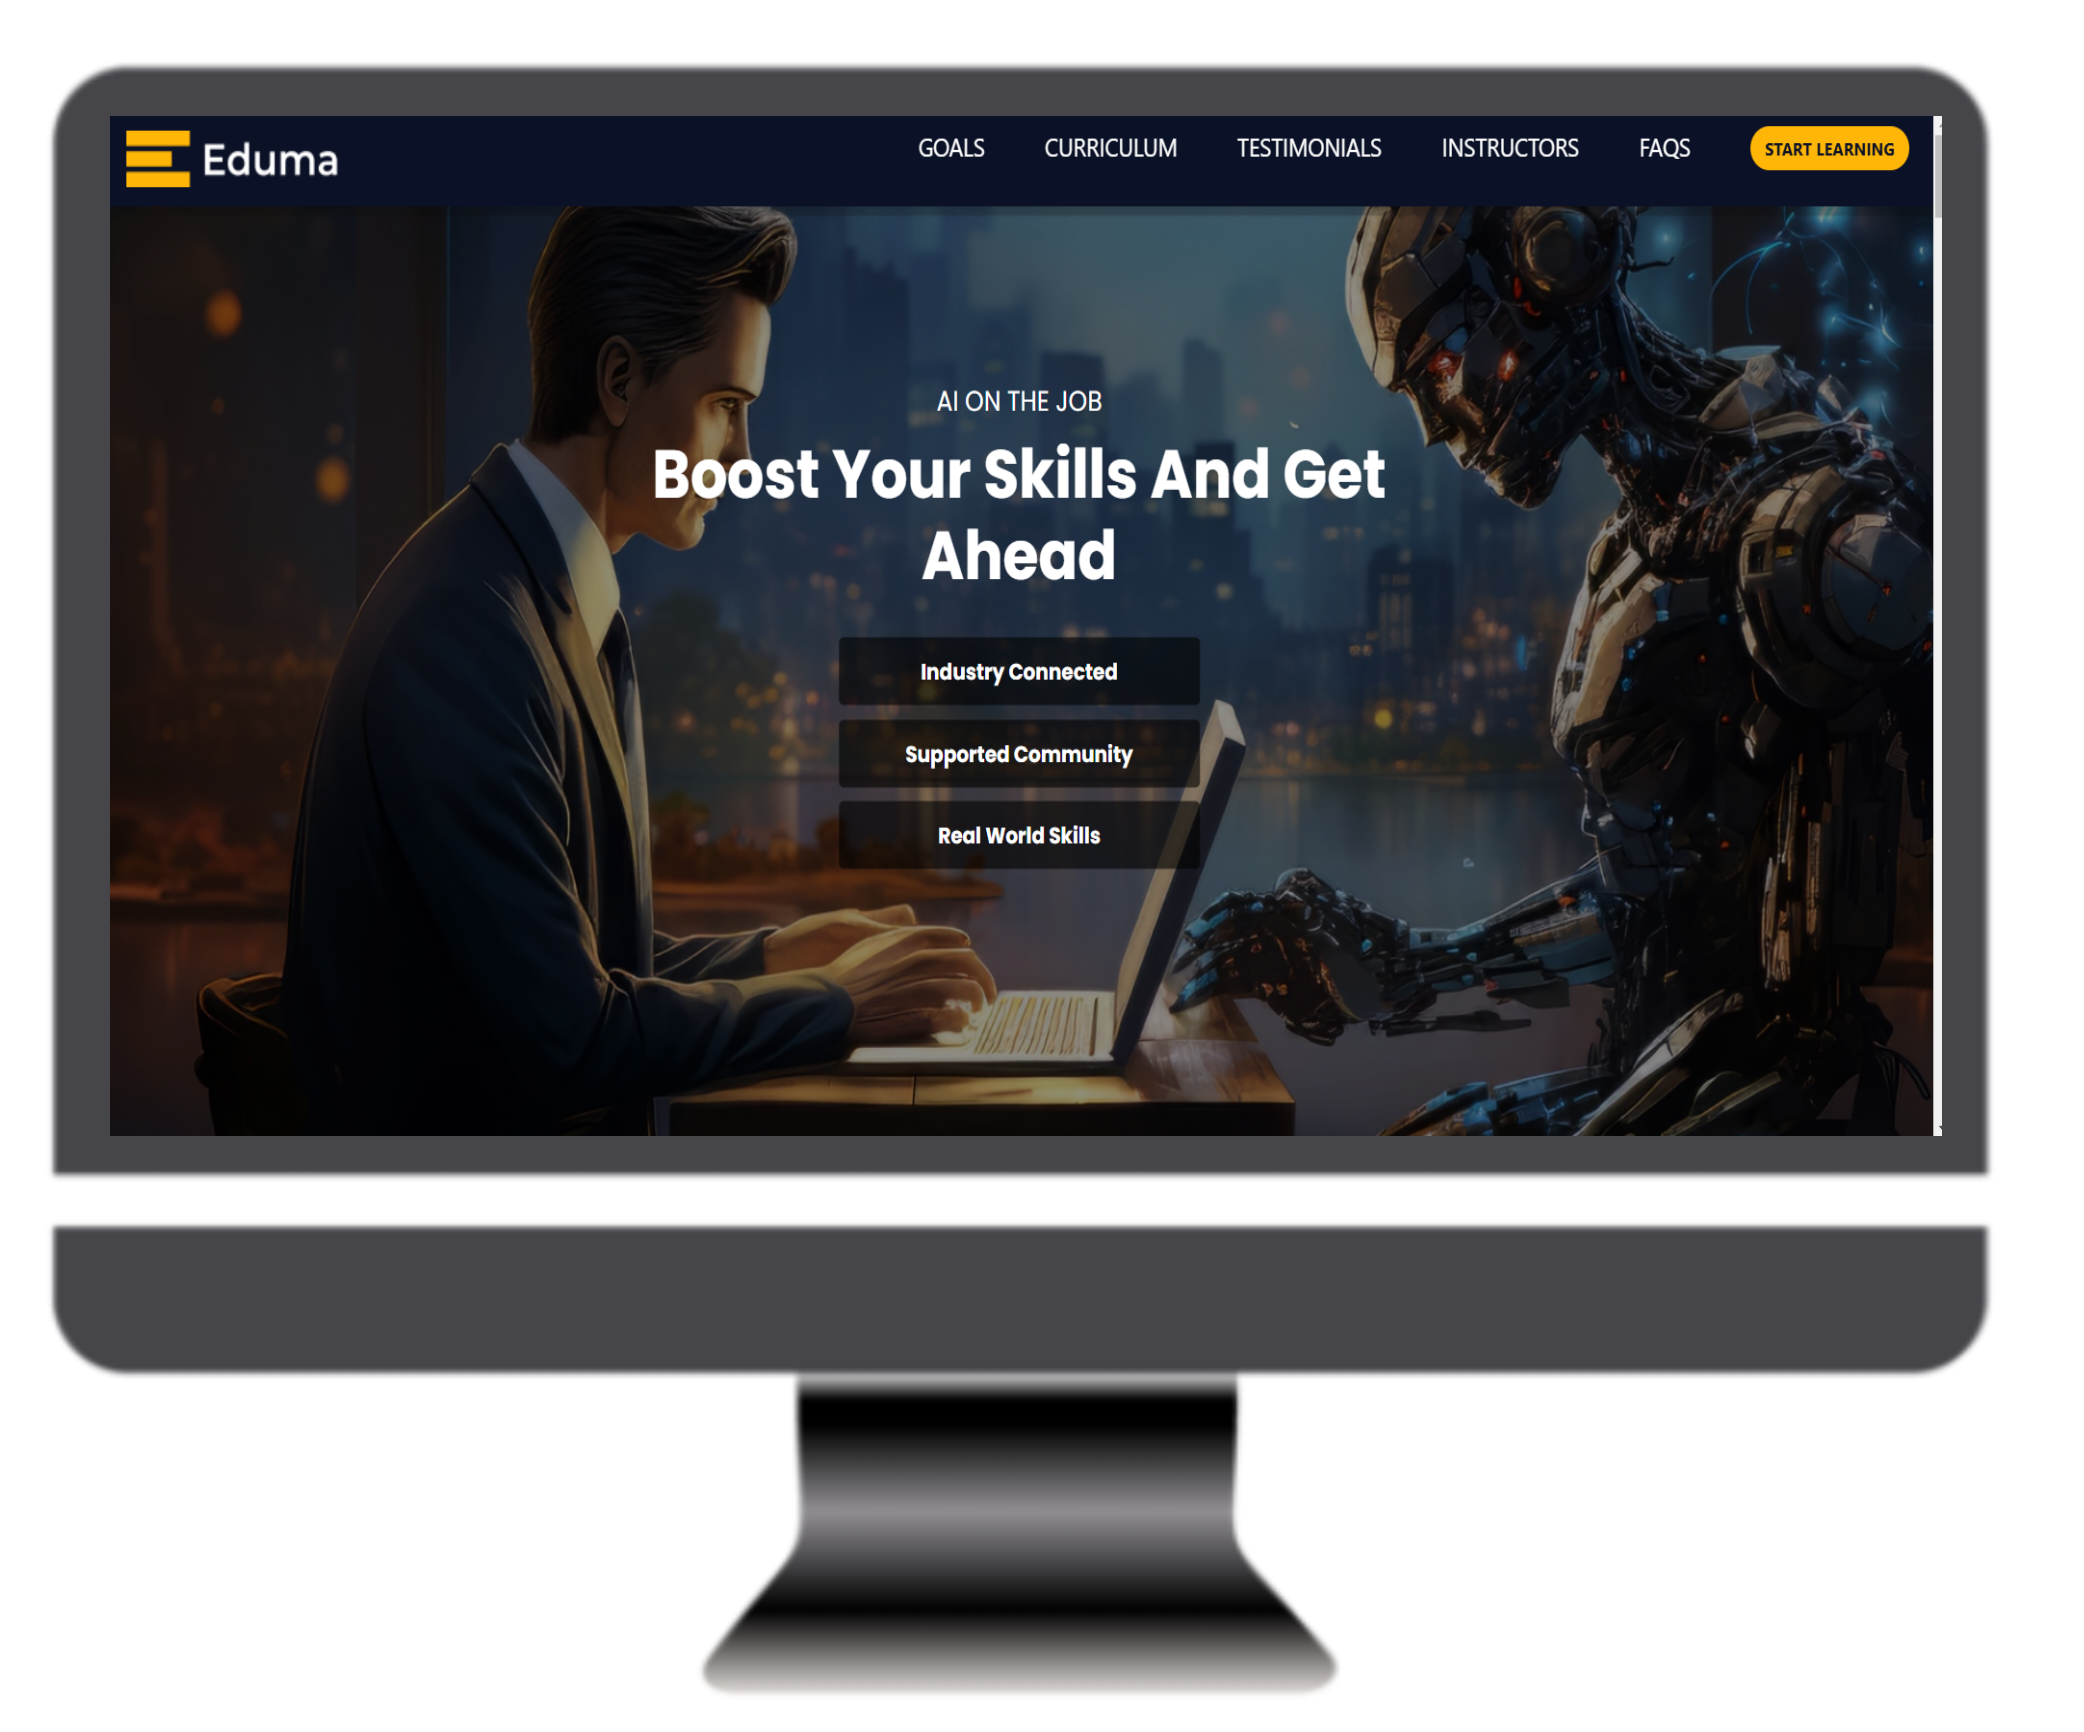 Eduma
GOALS CURRICULUM TESTIMONIALS INSTRUCTORS FAQS START LEARNING
AI ON THE JOB
Boost Your Skills And Get
Ahead
Industry Connected
Supported Community
Real World Skills